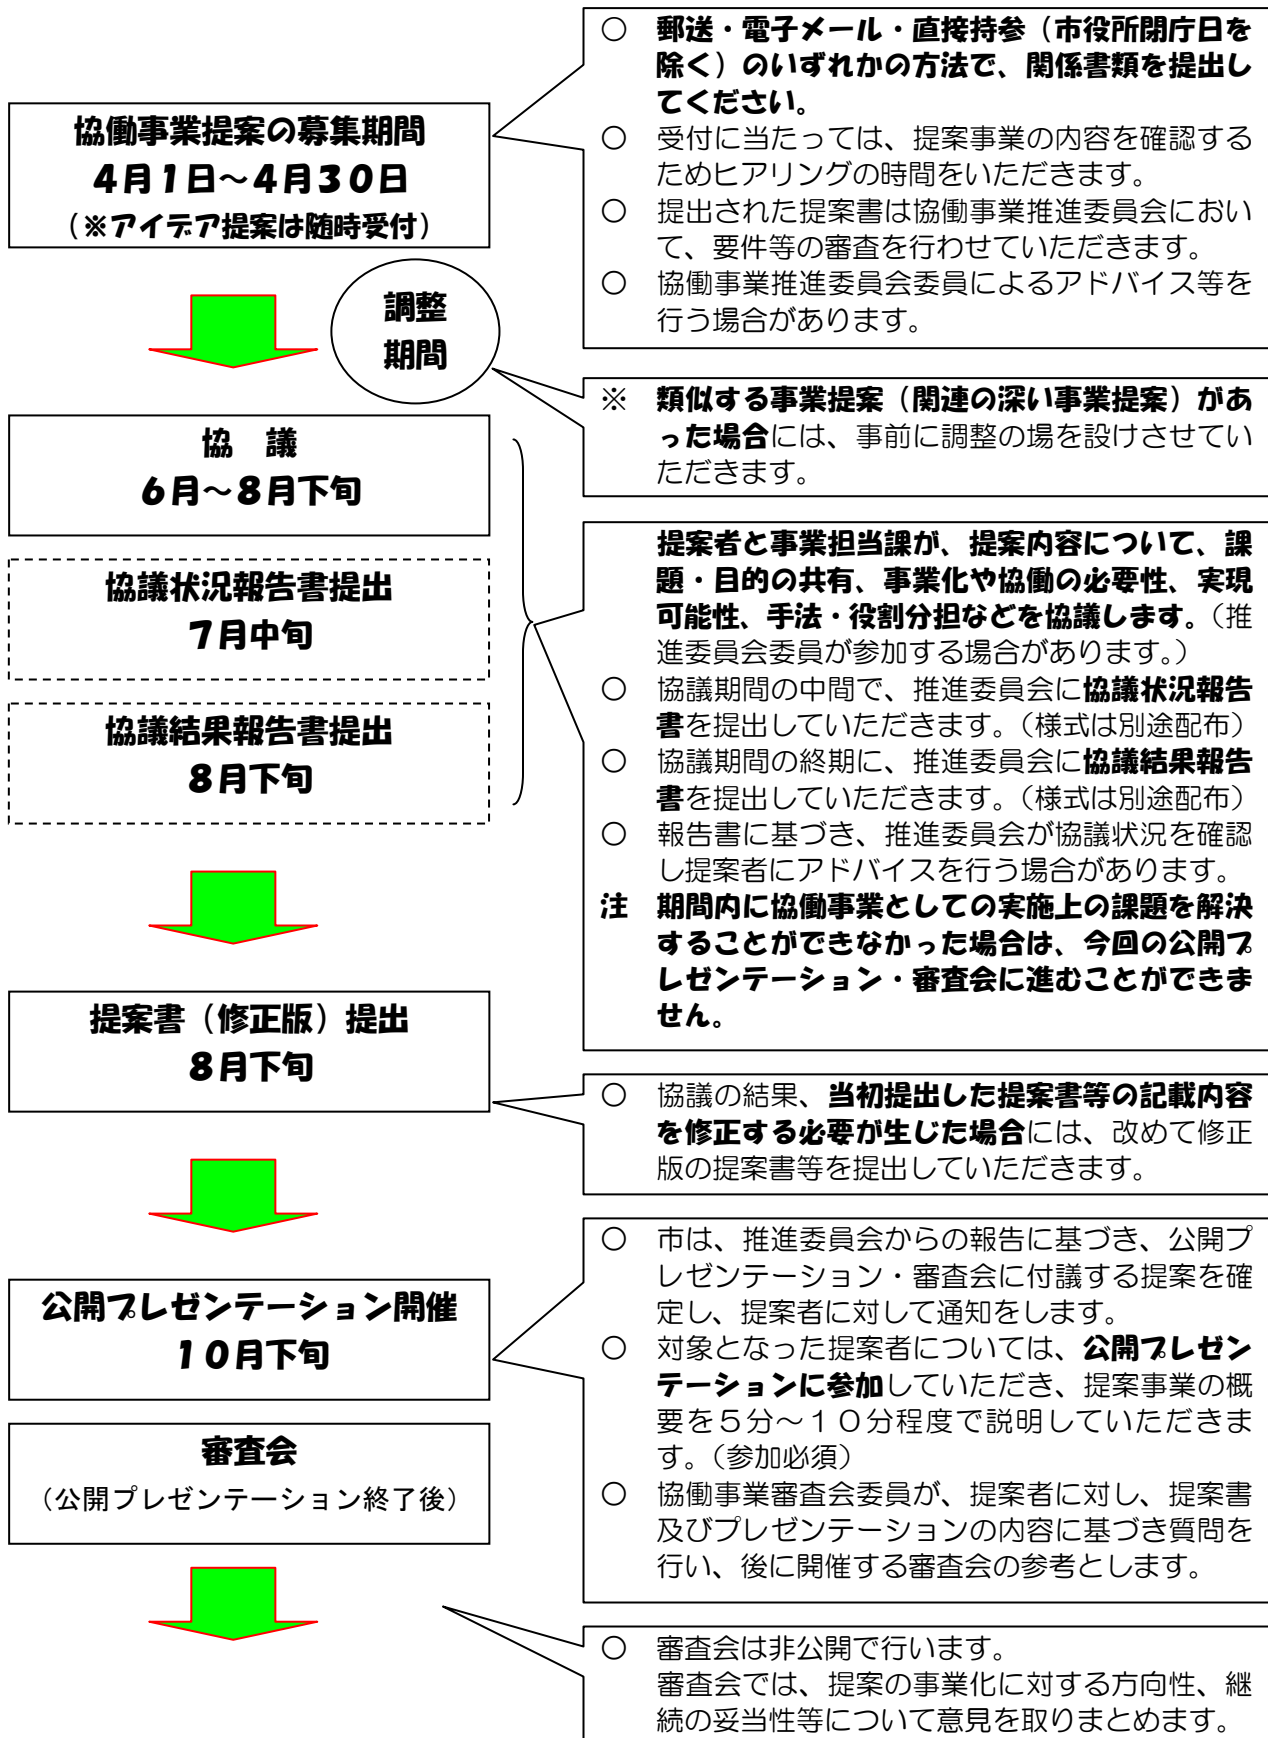 協働事業提案の募集期間
4月1日～4月30日
（※アイデア提案は随時受付）
○ 郵送・電子メール・直接持参（市役所閉庁日を
除く）のいずれかの方法で、関係書類を提出し
てください。
○ 受付に当たっては、提案事業の内容を確認する
ためヒアリングの時間をいただきます。
○ 提出された提案書は協働事業推進委員会におい
て、要件等の審査を行わせていただきます。
○ 協働事業推進委員会委員によるアドバイス等を
行う場合があります。
調整
期間
※ 類似する事業提案（関連の深い事業提案）があ
った場合には、事前に調整の場を設けさせてい
ただきます。
協　議
6月～8月下旬
協議状況報告書提出
7月中旬
協議結果報告書提出
8月下旬
提案者と事業担当課が、提案内容について、課
題・目的の共有、事業化や協働の必要性、実現
可能性、手法・役割分担などを協議します。（推
進委員会委員が参加する場合があります。）
○ 協議期間の中間で、推進委員会に協議状況報告
書を提出していただきます。（様式は別途配布）
○ 協議期間の終期に、推進委員会に協議結果報告
書を提出していただきます。（様式は別途配布）
○ 報告書に基づき、推進委員会が協議状況を確認
し提案者にアドバイスを行う場合があります。
注 期間内に協働事業としての実施上の課題を解決
することができなかった場合は、今回の公開プ
レゼンテーション・審査会に進むことができま
せん。
提案書（修正版）提出
8月下旬
○ 協議の結果、当初提出した提案書等の記載内容
を修正する必要が生じた場合には、改めて修正
版の提案書等を提出していただきます。
公開プレゼンテーション開催
10月下旬
審査会
（公開プレゼンテーション終了後）
○ 市は、推進委員会からの報告に基づき、公開プ
レゼンテーション・審査会に付議する提案を確
定し、提案者に対して通知をします。
○ 対象となった提案者については、公開プレゼン
テーションに参加していただき、提案事業の概
要を５分～１０分程度で説明していただきま
す。（参加必須）
○ 協働事業審査会委員が、提案者に対し、提案書
及びプレゼンテーションの内容に基づき質問を
行い、後に開催する審査会の参考とします。
○ 審査会は非公開で行います。
審査会では、提案の事業化に対する方向性、継
続の妥当性等について意見を取りまとめます。